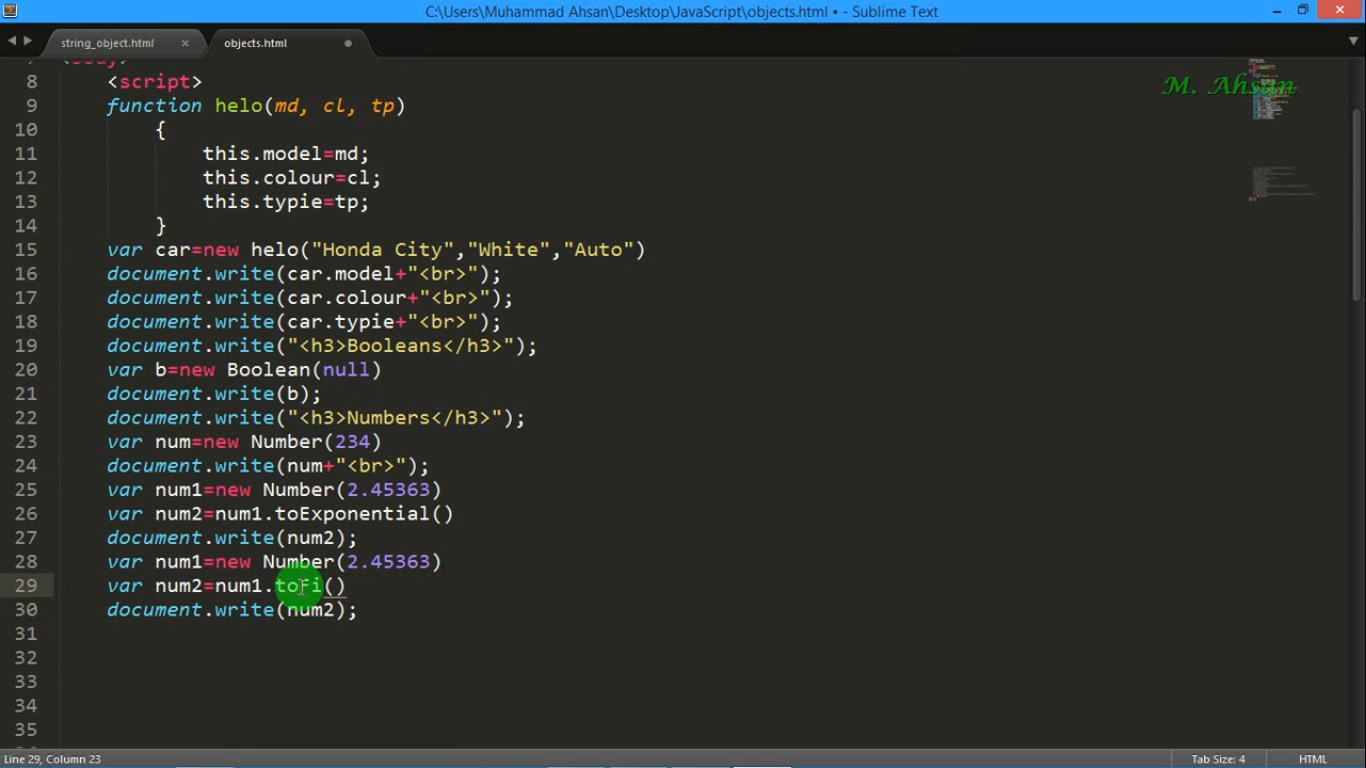 C:\Users\Muhammad Ahsan\Desktop\JavaScript\objects.html • - Sublime Text
string_object.html × objects.html
M. Ahsan
8 <script>
9 function helo(md, cl, tp)
10 {
11 this.model=md;
12 this.colour=cl;
13 this.typie=tp;
14 }
15 var car=new helo("Honda City","White","Auto")
16 document.write(car.model+"<br>");
17 document.write(car.colour+"<br>");
18 document.write(car.typie+"<br>");
19 document.write("<h3>Booleans</h3>");
20 var b=new Boolean(null)
21 document.write(b);
22 document.write("<h3>Numbers</h3>");
23 var num=new Number(234)
24 document.write(num+"<br>");
25 var num1=new Number(2.45363)
26 var num2=num1.toExponential()
27 document.write(num2);
28 var num1=new Number(2.45363)
29 var num2=num1.toFi()
30 document.write(num2);
31
32
33
34
35
Line 29, Column 23 Tab Size: 4 HTML